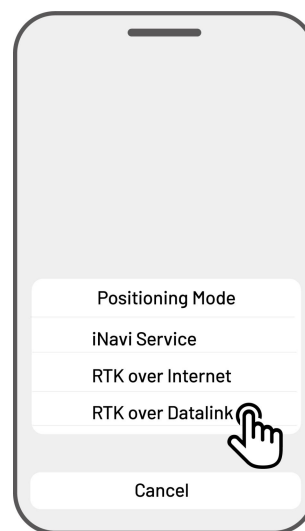 Positioning Mode
iNavi Service
RTK over Internet
RTK over Datalink
Cancel